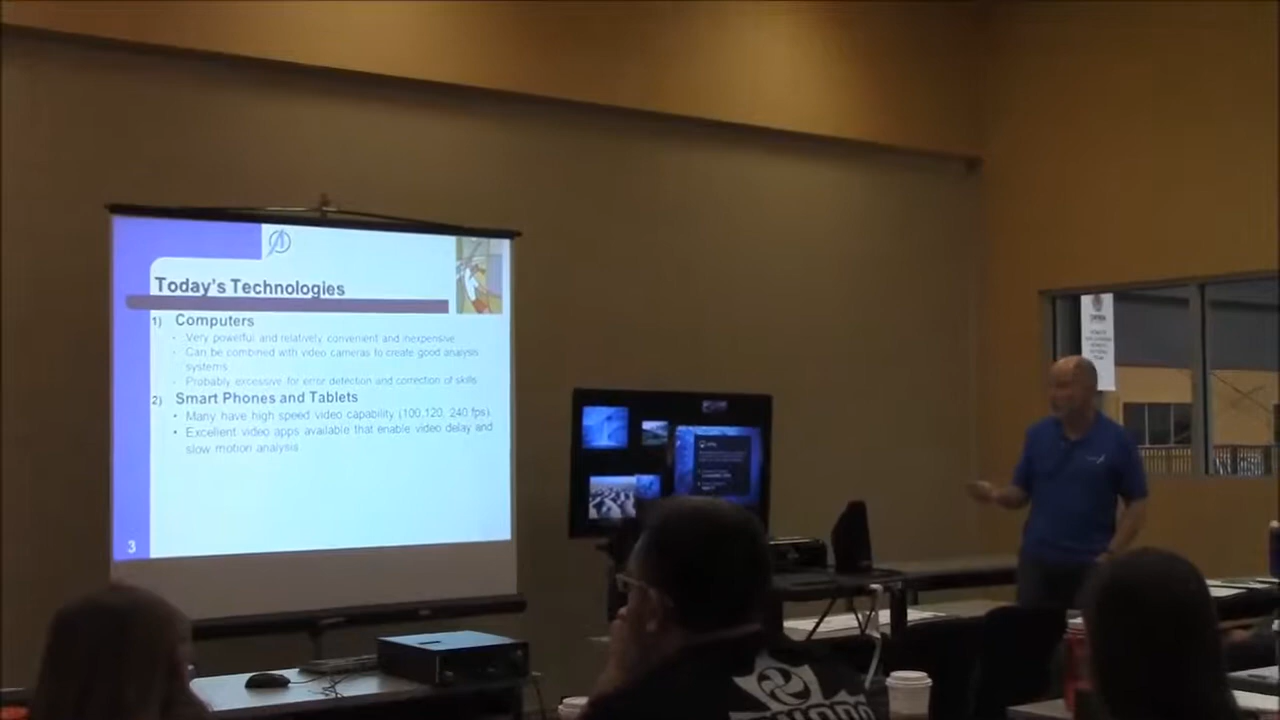 Today's Technologies
1) Computers
- Very powerful and relatively convenient and inexpensive
- Can be combined with video cameras to create good analysis
systems
- Probably excessive for error detection and correction of skills
2) Smart Phones and Tablets
• Many have high speed video capability (100,120, 240 fps)
• Excellent video apps available that enable video delay and
slow motion analysis
3